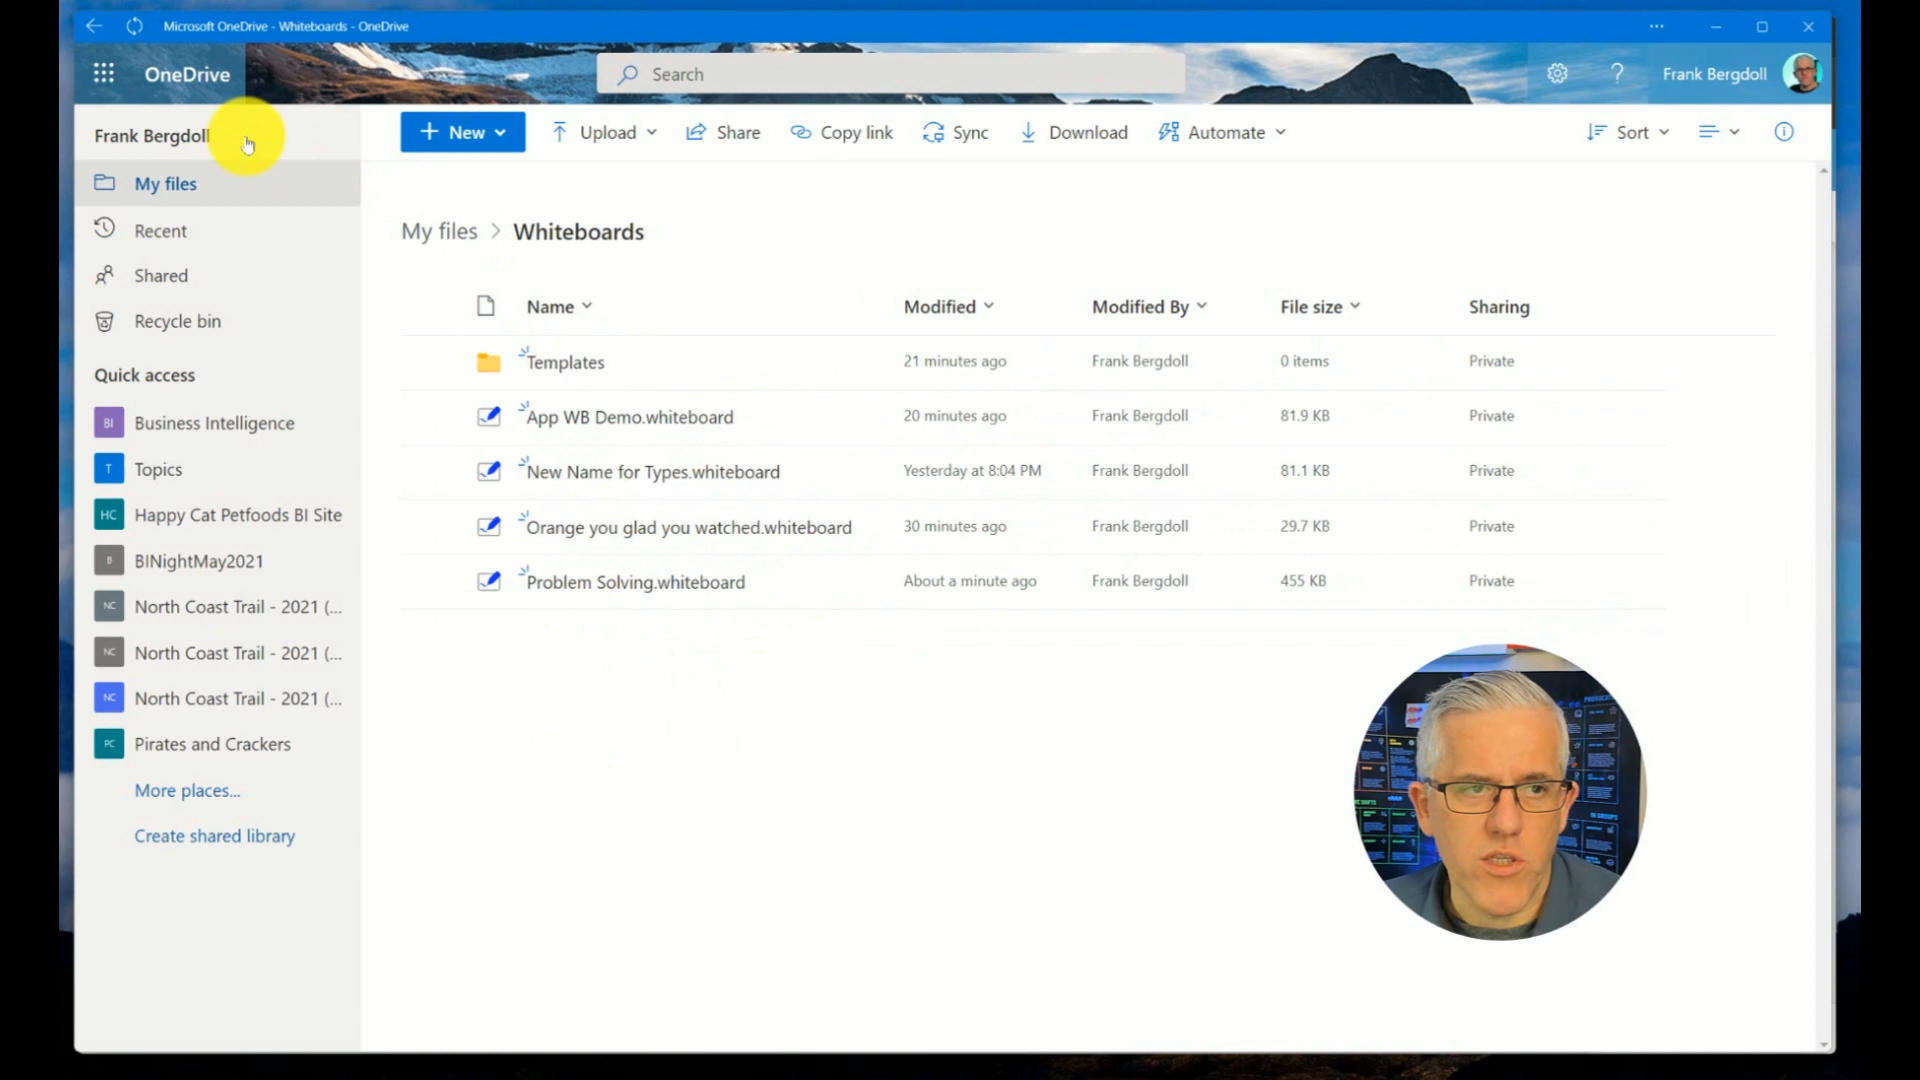 Microsoft OneDrive - Whiteboards - OneDrive
OneDrive
Search
Frank Bergdoll
Frank Bergdoll
New
Upload
Share
Copy link
Sync
Download
Automate
Sort
My files
Recent
Shared
Recycle bin
Quick access
BI Business Intelligence
T Topics
HC Happy Cat Petfoods BI Site
B BINightMay2021
NC North Coast Trail - 2021 (...
NC North Coast Trail - 2021 (...
NC North Coast Trail - 2021 (...
PC Pirates and Crackers
More places...
Create shared library
My files > Whiteboards
Name Modified Modified By File size Sharing
Templates 21 minutes ago Frank Bergdoll 0 items Private
App WB Demo.whiteboard 20 minutes ago Frank Bergdoll 81.9 KB Private
New Name for Types.whiteboard Yesterday at 8:04 PM Frank Bergdoll 81.1 KB Private
Orange you glad you watched.whiteboard 30 minutes ago Frank Bergdoll 29.7 KB Private
Problem Solving.whiteboard About a minute ago Frank Bergdoll 455 KB Private